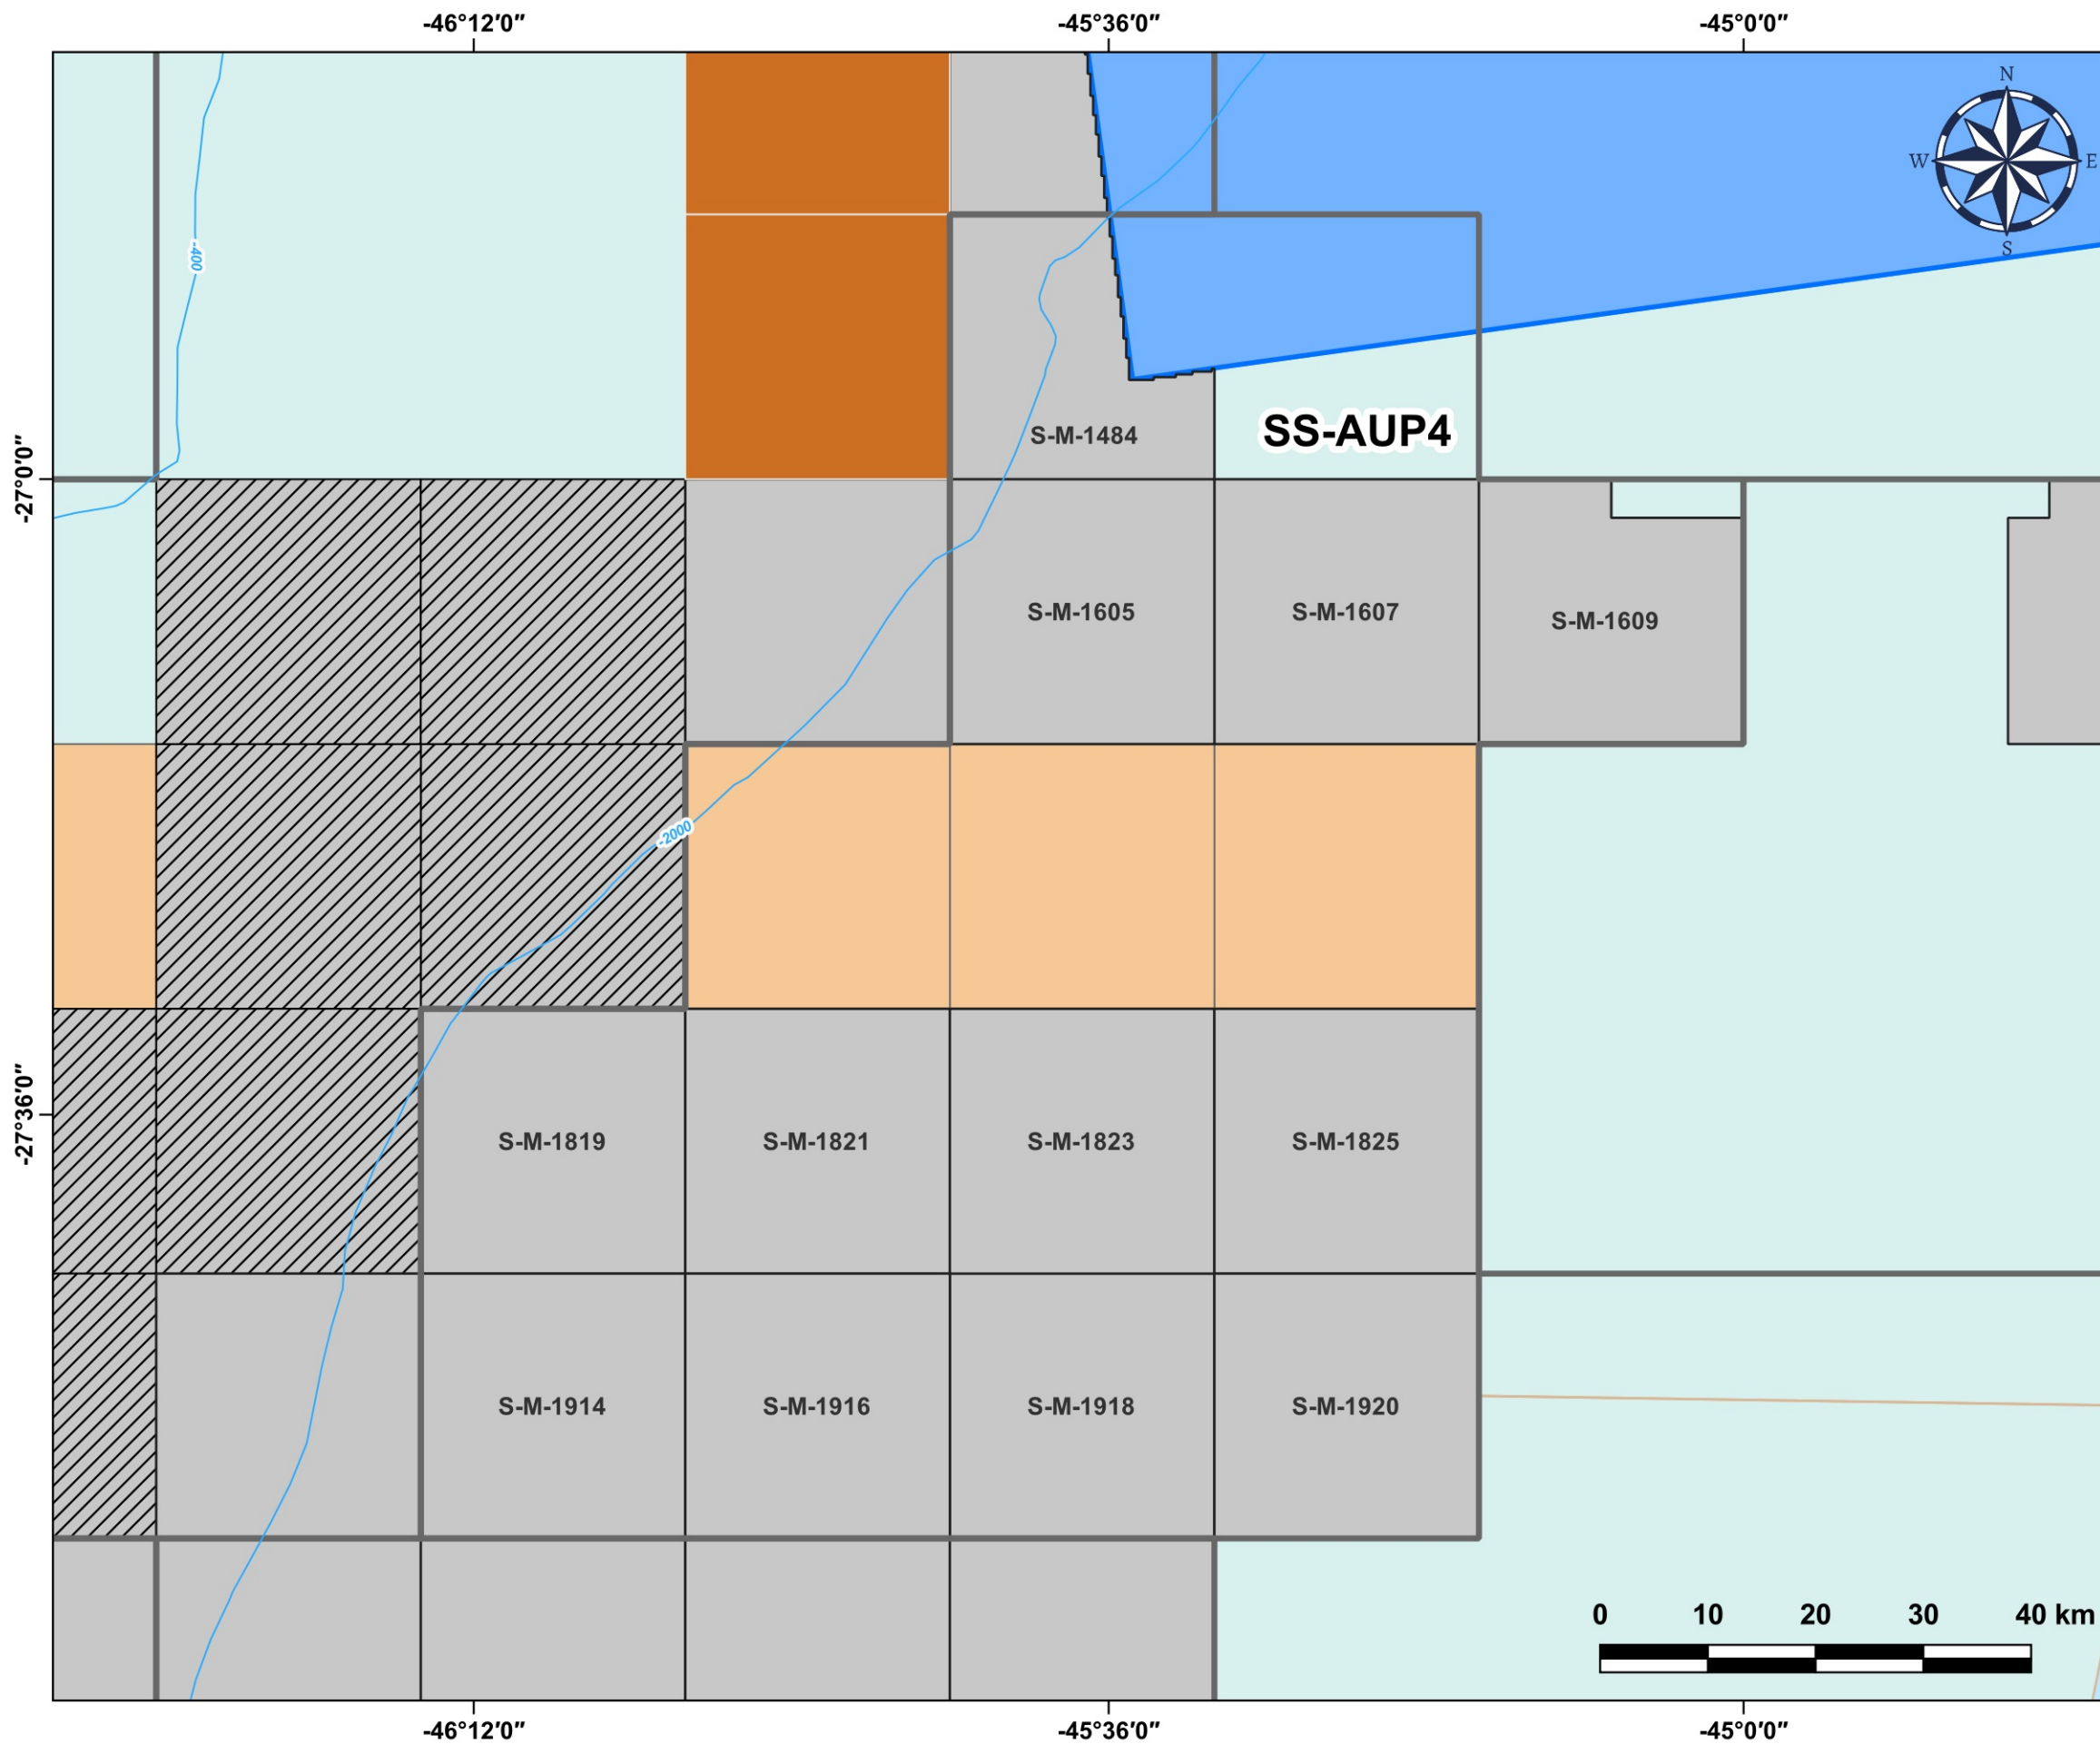 -46°12′0″ -45°36′0″ -45°0′0″
N
W E
S
-400
-27°0′0″
S-M-1484
SS-AUP4
S-M-1605 S-M-1607 S-M-1609
-2000
-27°36′0″
S-M-1819 S-M-1821 S-M-1823 S-M-1825
S-M-1914 S-M-1916 S-M-1918 S-M-1920
0 10 20 30 40 km
-46°12′0″ -45°36′0″ -45°0′0″